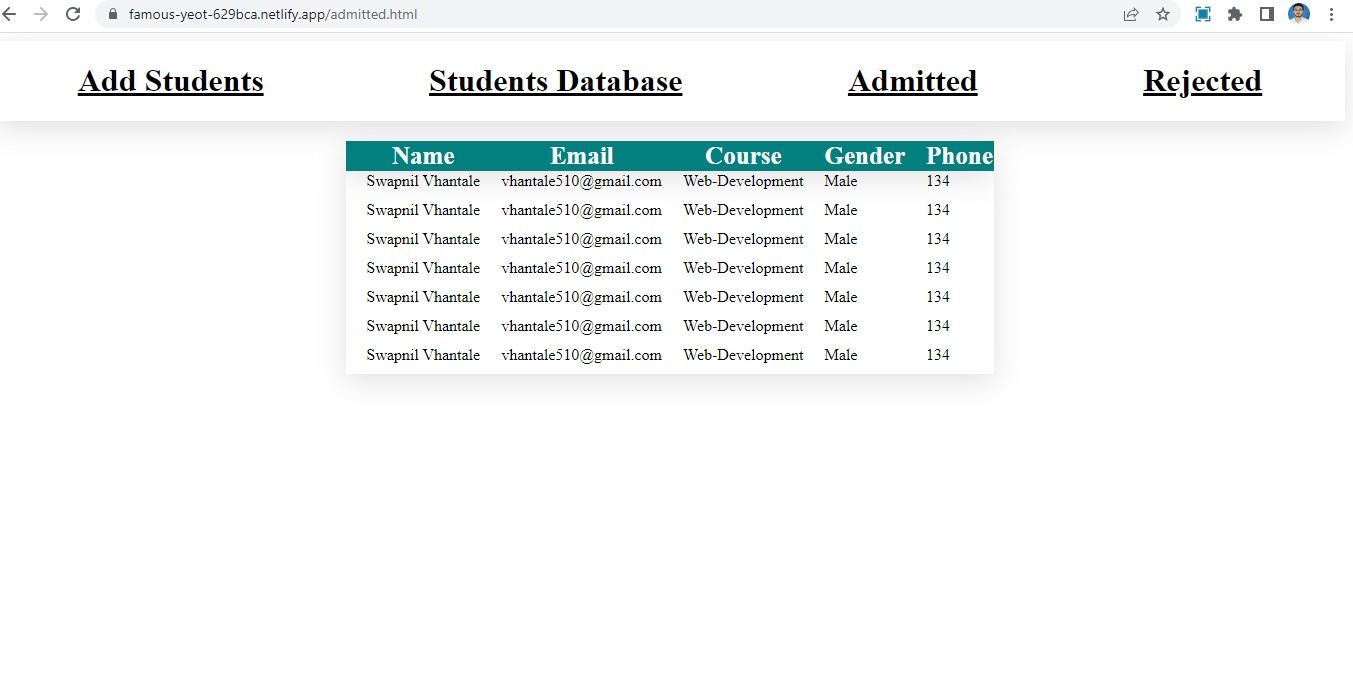 famous-yeot-629bca.netlify.app/admitted.html
Add Students Students Database Admitted Rejected
Name Email Course Gender Phone
Swapnil Vhantale vhantale510@gmail.com Web-Development Male 134
Swapnil Vhantale vhantale510@gmail.com Web-Development Male 134
Swapnil Vhantale vhantale510@gmail.com Web-Development Male 134
Swapnil Vhantale vhantale510@gmail.com Web-Development Male 134
Swapnil Vhantale vhantale510@gmail.com Web-Development Male 134
Swapnil Vhantale vhantale510@gmail.com Web-Development Male 134
Swapnil Vhantale vhantale510@gmail.com Web-Development Male 134